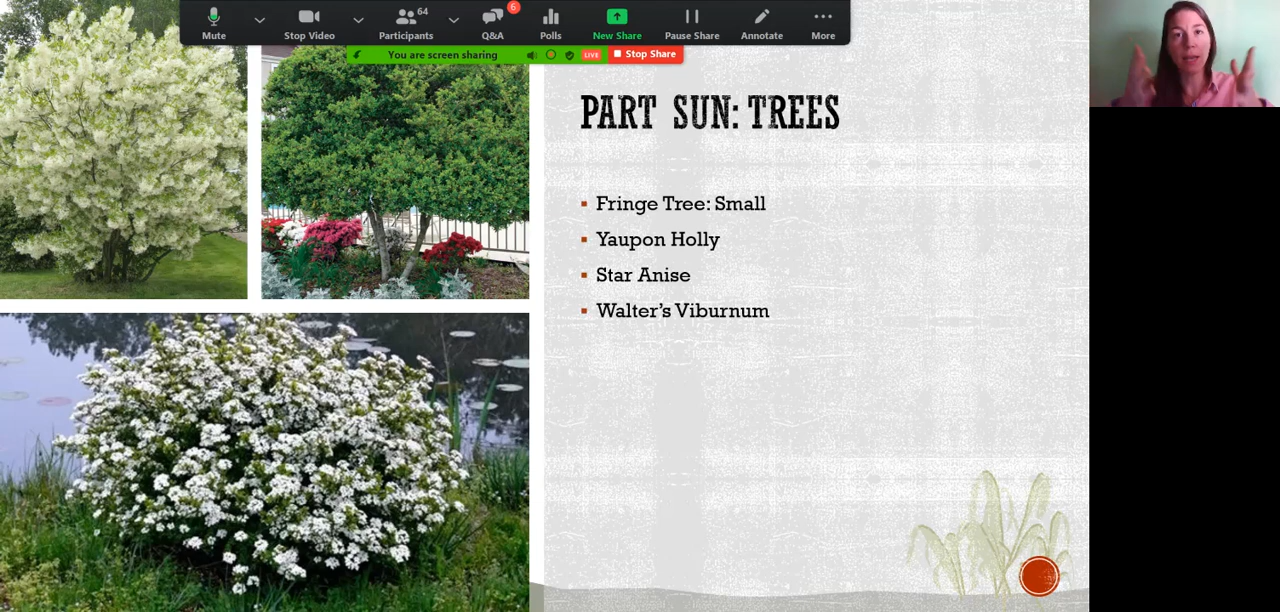 64
6
Mute
Stop Video
Participants
Q&A
Polls
New Share
Pause Share
Annotate
More
You are screen sharing
LIVE
Stop Share
PART SUN: TREES
Fringe Tree: Small
Yaupon Holly
Star Anise
Walter’s Viburnum